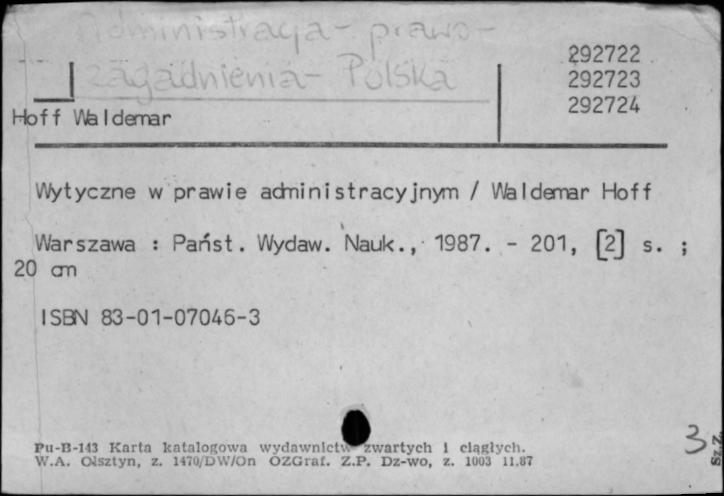 Administracja - prawo -
zagadnienia - Polska
292722
292723
292724
Hoff Waldemar
Wytyczne w prawie administracyjnym / Waldemar Hoff
Warszawa : Państ. Wydaw. Nauk., 1987. - 201, [2] s. ;
20 cm
ISBN 83-01-07046-3
Pu-B-143 Karta katalogowa wydawnictw zwartych i ciągłych.
W.A. Olsztyn, z. 1470/DW/On OZGraf. Z.P. Dz-wo, z. 1003 11.87
3
Sz.Z.